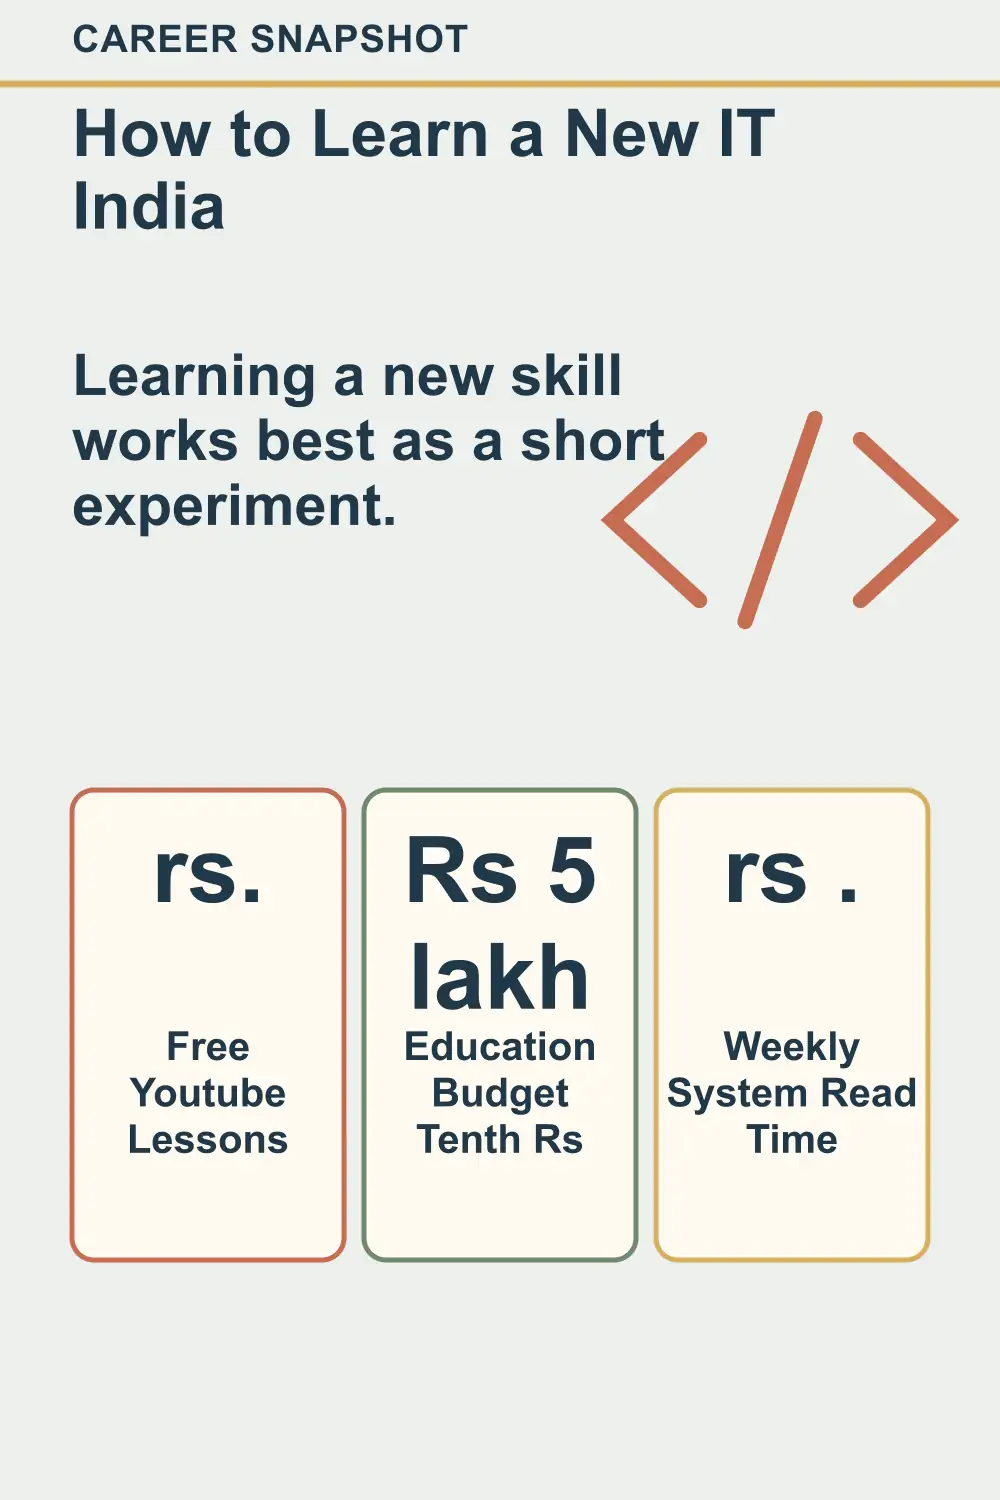 CAREER SNAPSHOT
How to Learn a New IT
India
Learning a new skill
works best as a short
experiment.
rs.
Free
Youtube
Lessons
Rs 5
lakh
Education
Budget
Tenth Rs
rs .
Weekly
System Read
Time